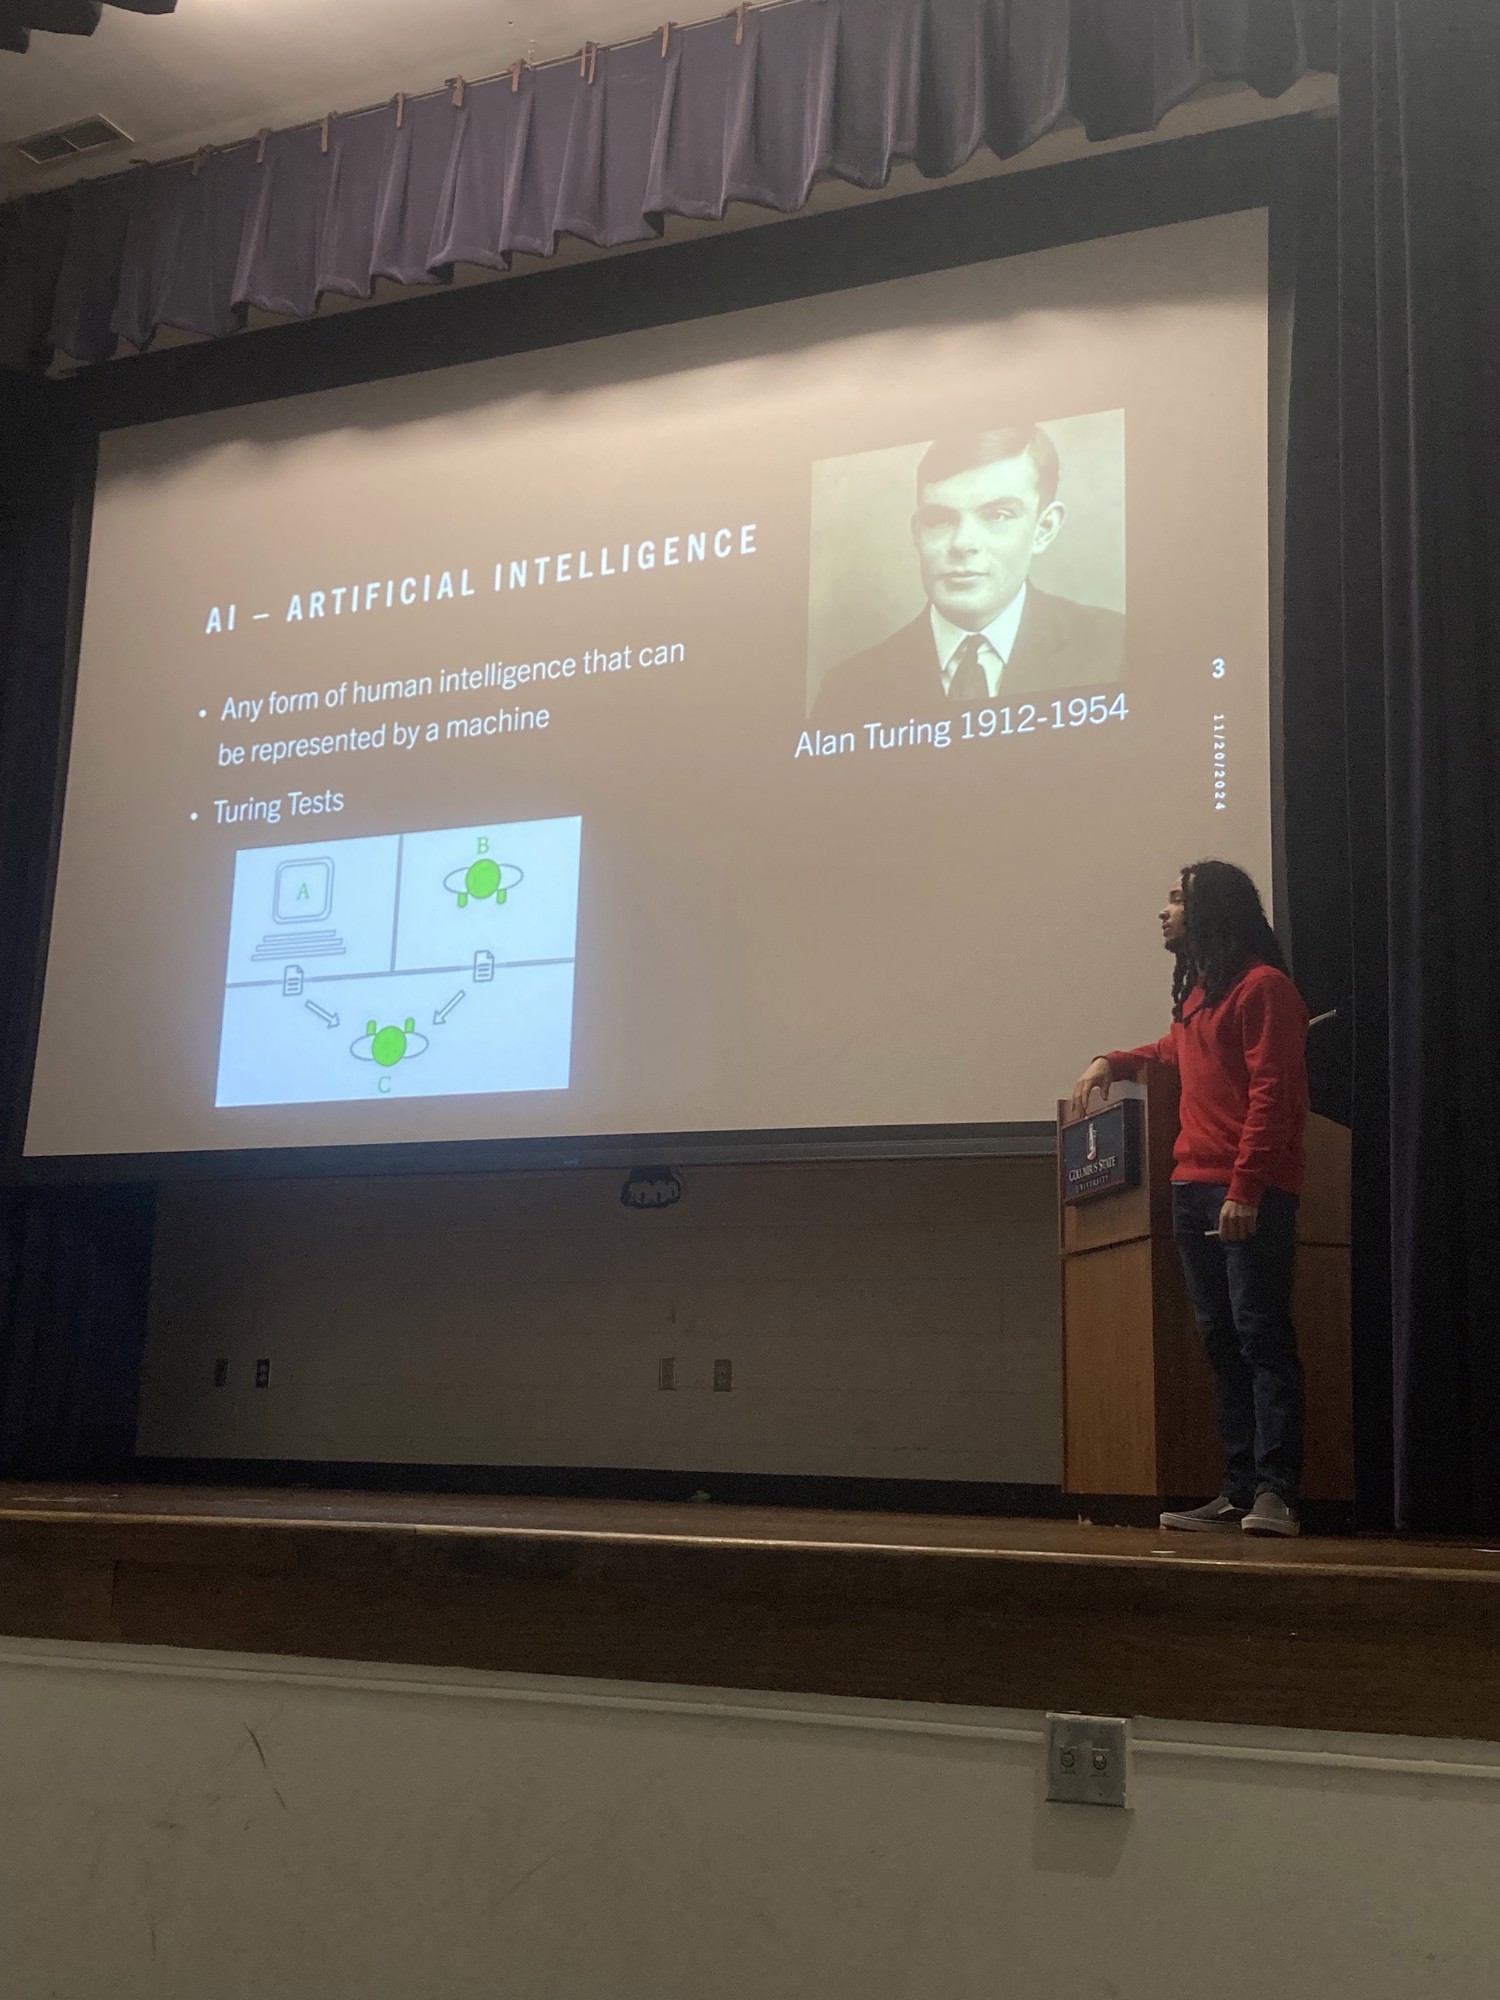 AI – ARTIFICIAL INTELLIGENCE
• Any form of human intelligence that can
be represented by a machine
• Turing Tests
A
B
C
Alan Turing 1912-1954
3
11/20/2024
COLUMBUS STATE
UNIVERSITY